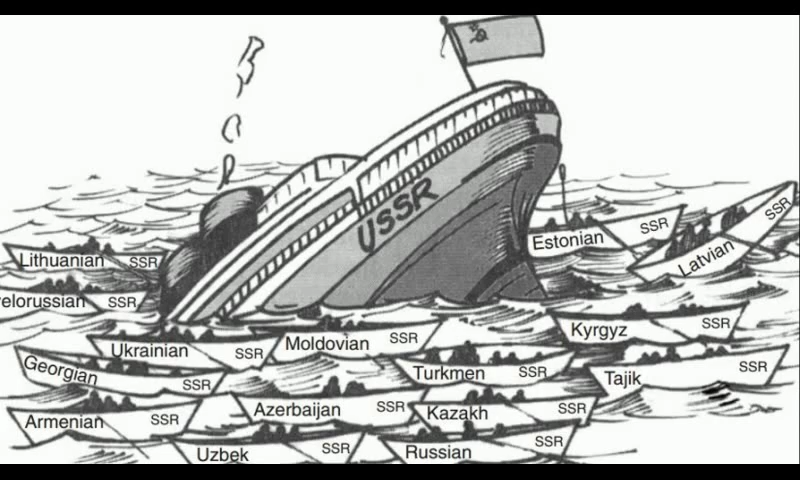 USSR
Estonian SSR
Latvian SSR
Lithuanian SSR
yelorussian SSR
Kyrgyz SSR
Ukrainian SSR
Moldovian SSR
Georgian SSR
Turkmen SSR
Tajik SSR
Armenian SSR
Azerbaijan SSR
Kazakh SSR
Uzbek SSR
Russian SSR